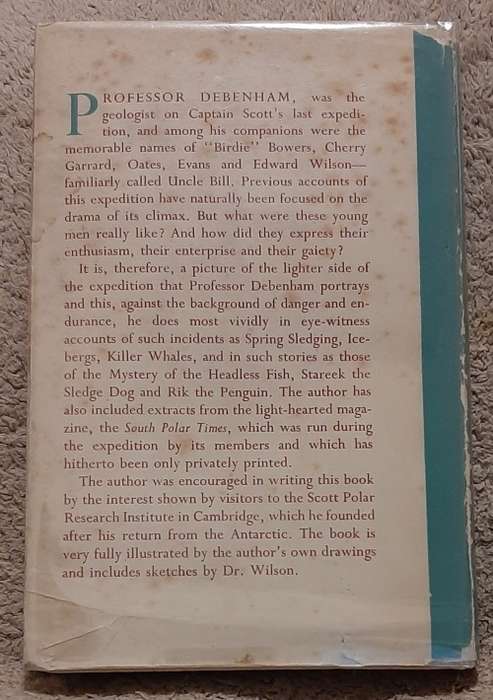 PROFESSOR DEBENHAM, was the
geologist on Captain Scott's last expedi-
tion, and among his companions were the
memorable names of "Birdie" Bowers, Cherry
Garrard, Oates, Evans and Edward Wilson—
familiarly called Uncle Bill. Previous accounts of
this expedition have naturally been focused on the
drama of its climax. But what were these young
men really like? And how did they express their
enthusiasm, their enterprise and their gaiety?
It is, therefore, a picture of the lighter side of
the expedition that Professor Debenham portrays
and this, against the background of danger and en-
durance, he does most vividly in eye-witness
accounts of such incidents as Spring Sledging, Ice-
bergs, Killer Whales, and in such stories as those
of the Mystery of the Headless Fish, Stareek the
Sledge Dog and Rik the Penguin. The author has
also included extracts from the light-hearted maga-
zine, the South Polar Times, which was run during
the expedition by its members and which has
hitherto been only privately printed.
The author was encouraged in writing this book
by the interest shown by visitors to the Scott Polar
Research Institute in Cambridge, which he founded
after his return from the Antarctic. The book is
very fully illustrated by the author's own drawings
and includes sketches by Dr. Wilson.